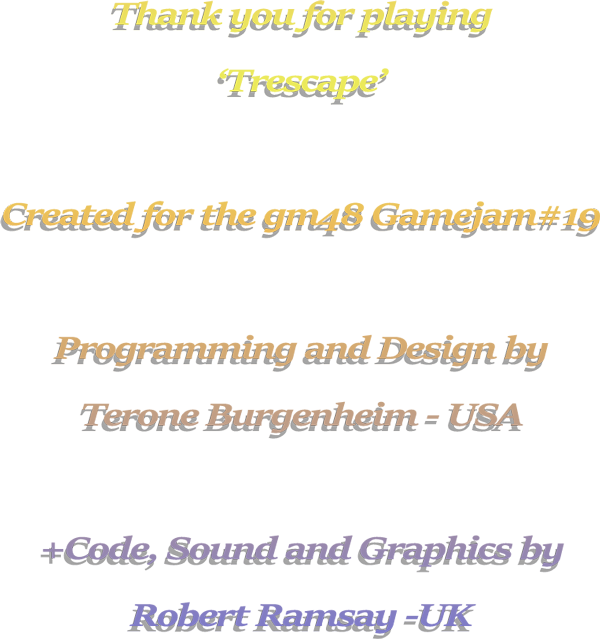 Thank you for playing
‘Trescape’
Created for the gm48 Gamejam#19
Programming and Design by
Terone Burgenheim - USA
+Code, Sound and Graphics by
Robert Ramsay -UK